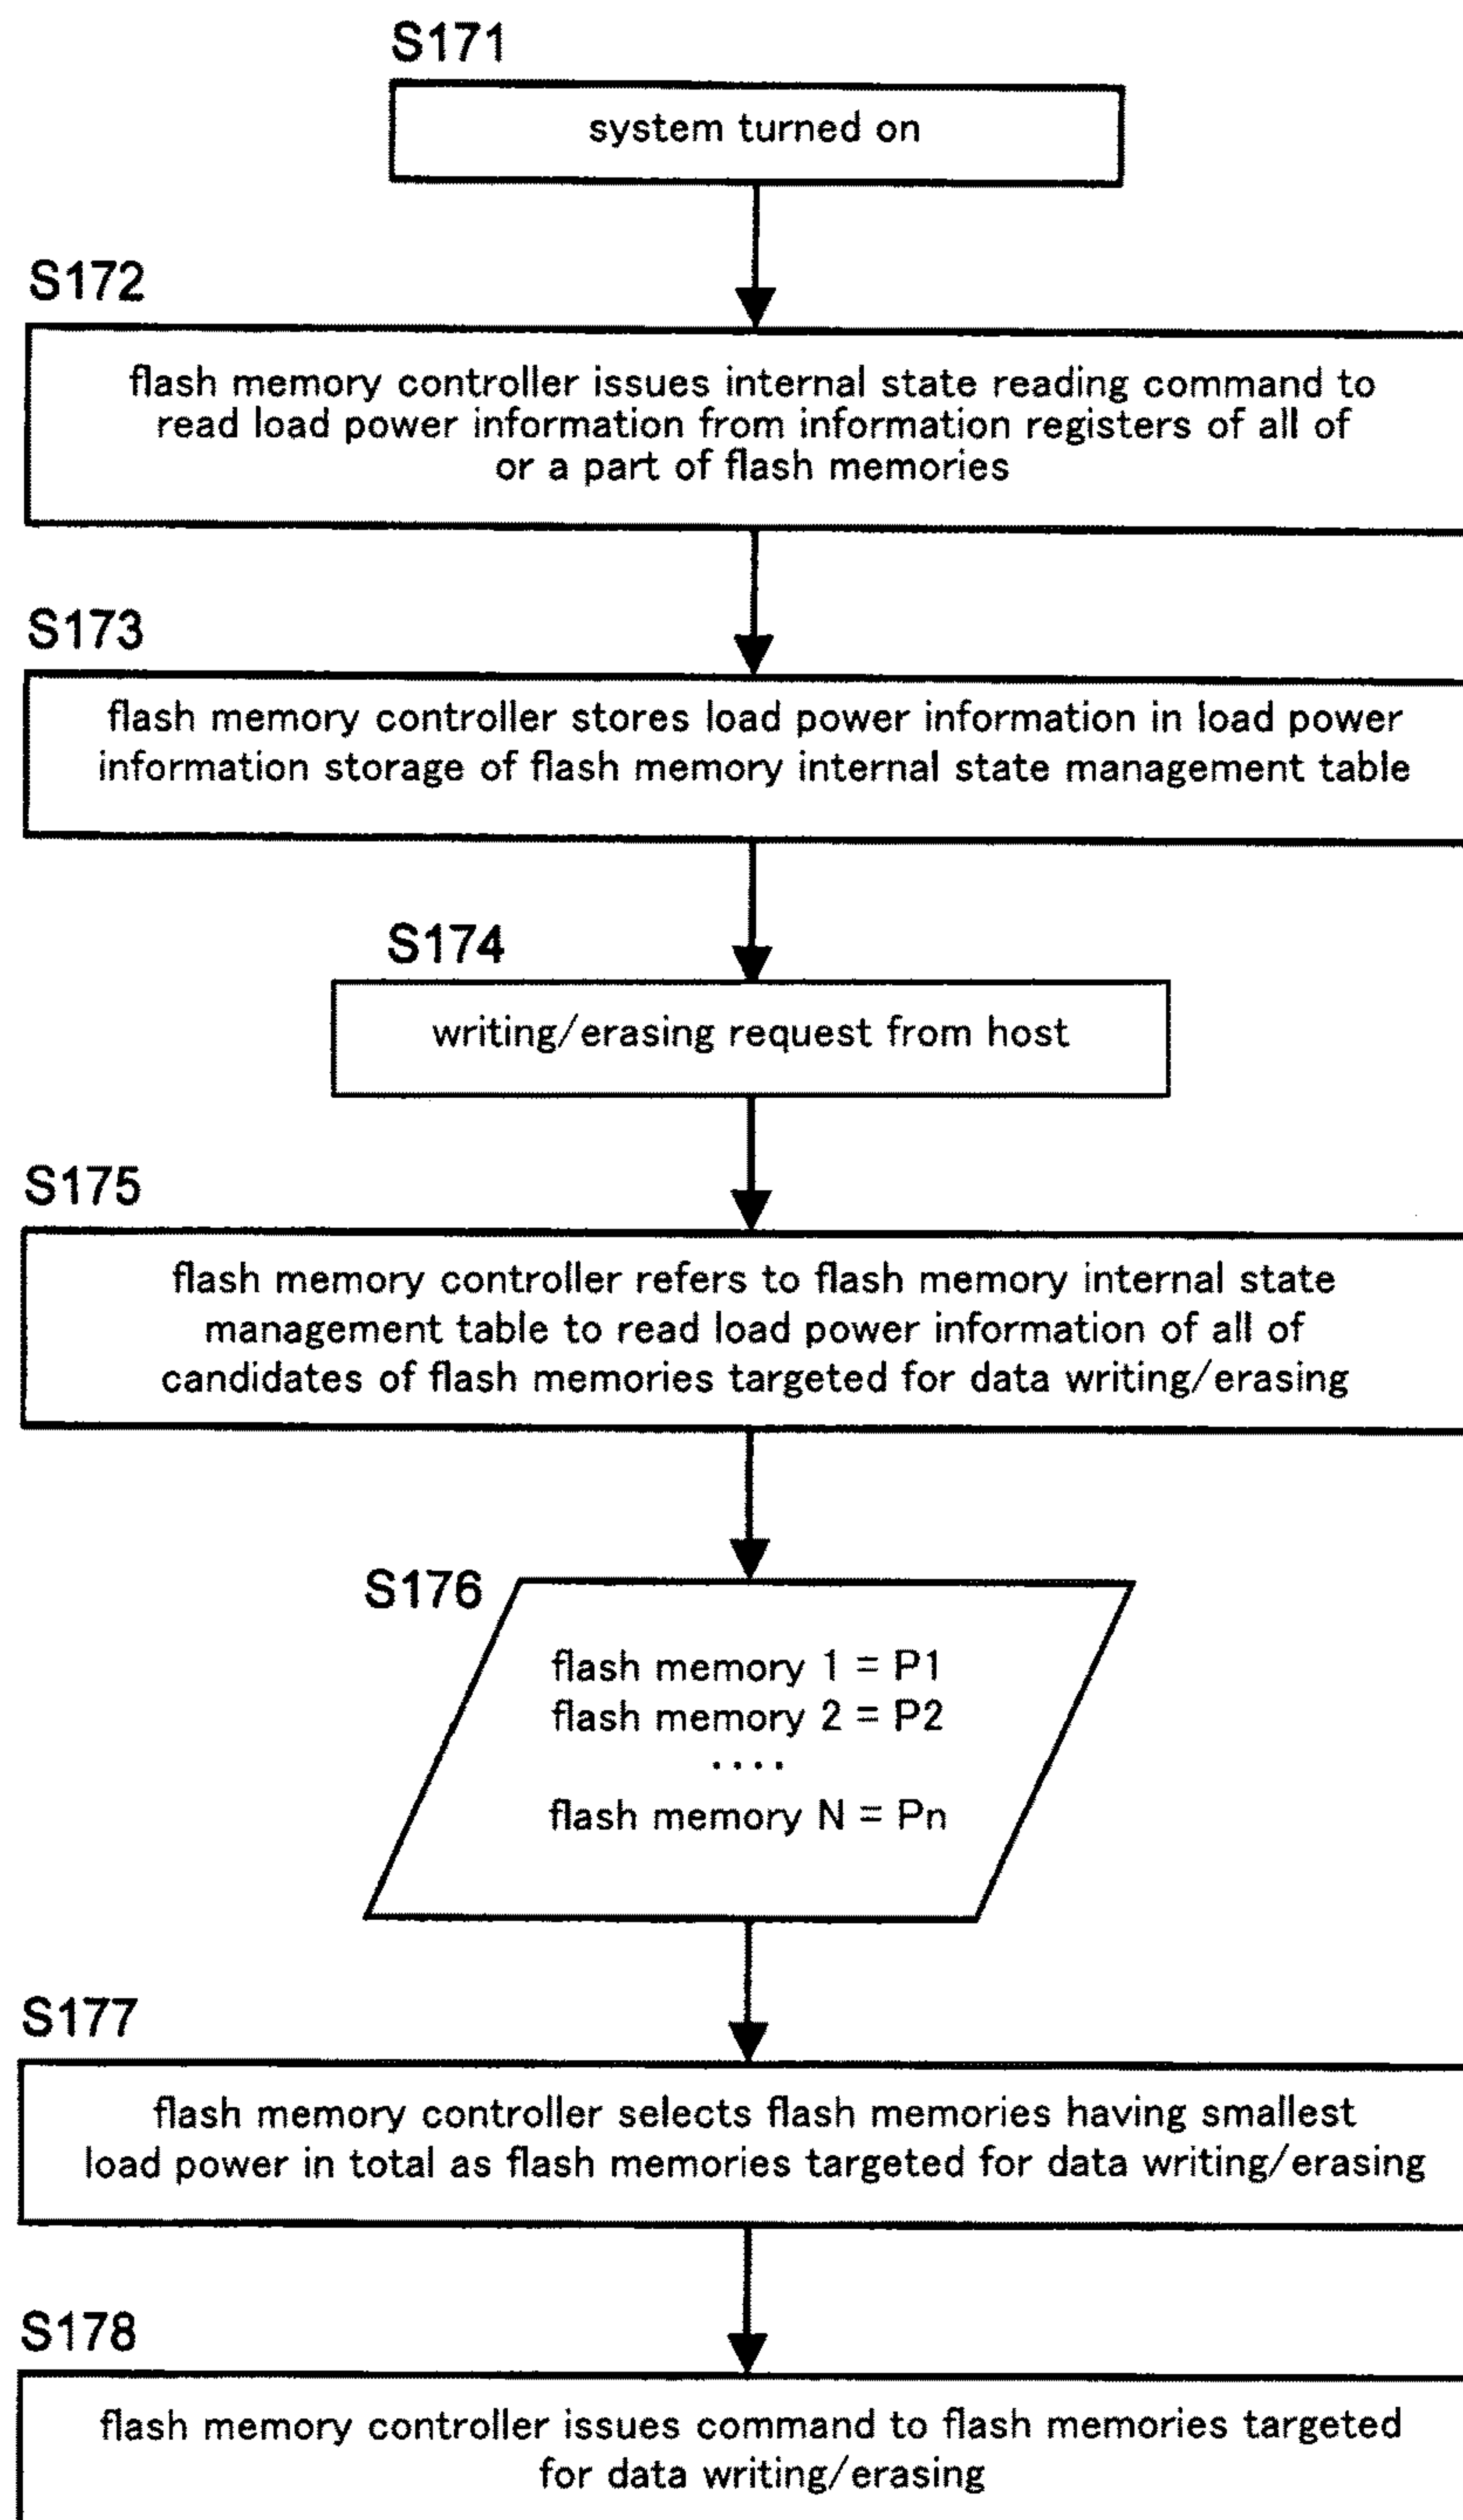 S171
system turned on
S172
flash memory controller issues internal state reading command to
read load power information from information registers of all of
or a part of flash memories
S173
flash memory controller stores load power information in load power
information storage of flash memory internal state management table
S174
writing/erasing request from host
S175
flash memory controller refers to flash memory internal state
management table to read load power information of all of
candidates of flash memories targeted for data writing/erasing
S176
flash memory 1 = P1
flash memory 2 = P2
····
flash memory N = Pn
S177
flash memory controller selects flash memories having smallest
load power in total as flash memories targeted for data writing/erasing
S178
flash memory controller issues command to flash memories targeted
for data writing/erasing